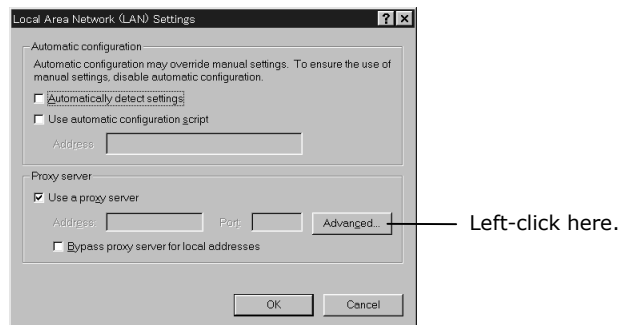 Local Area Network (LAN) Settings
Automatic configuration
Automatic configuration may override manual settings. To ensure the use of
manual settings, disable automatic configuration.
Automatically detect settings
Use automatic configuration script
Address
Proxy server
Use a proxy server
Address: Port: Advanced...
Left-click here.
Bypass proxy server for local addresses
OK Cancel